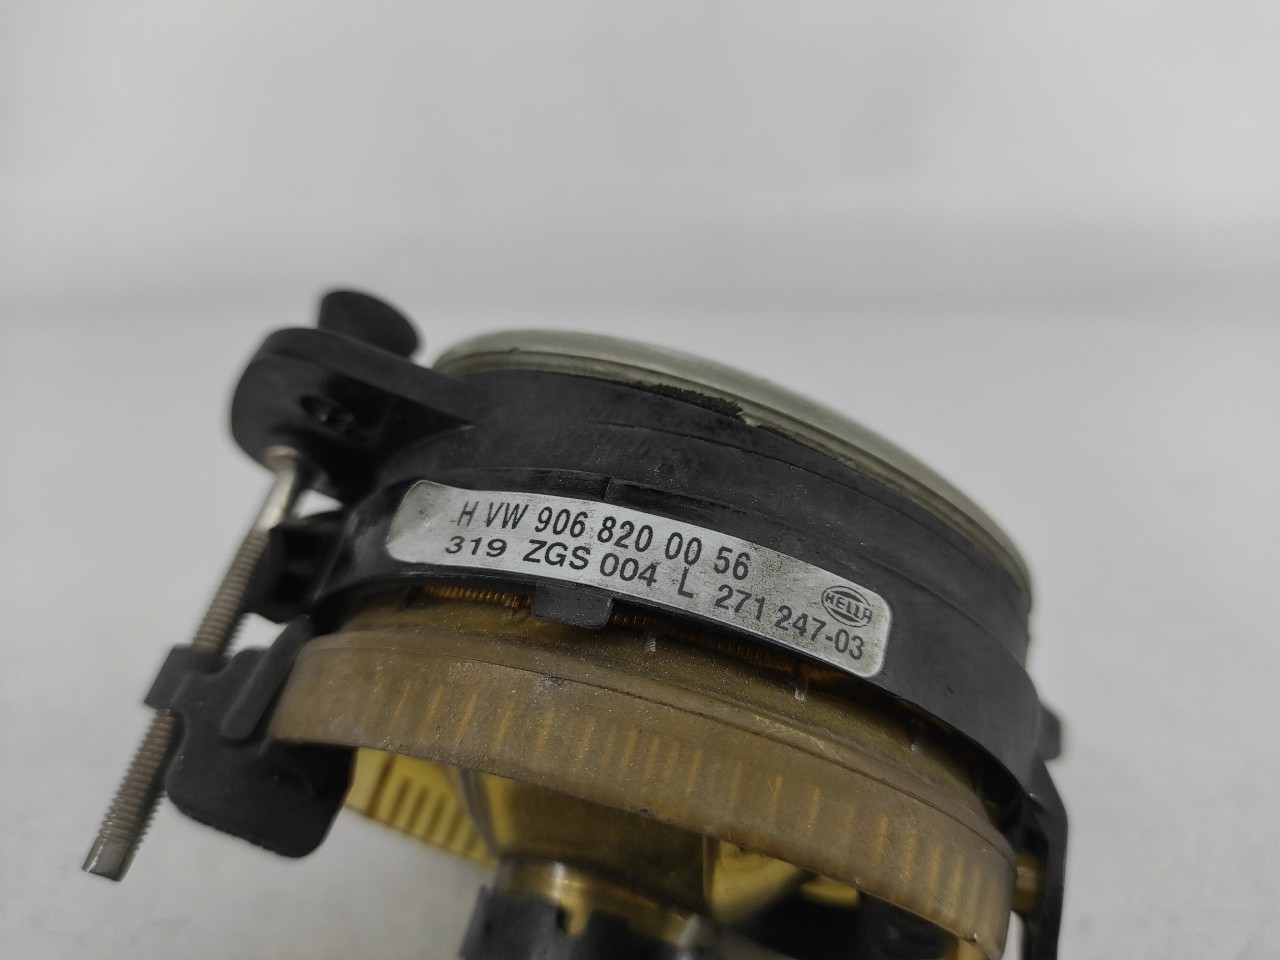 H VW 906 820 00 56
319 ZGS 004 L 271 247-03
HELLA